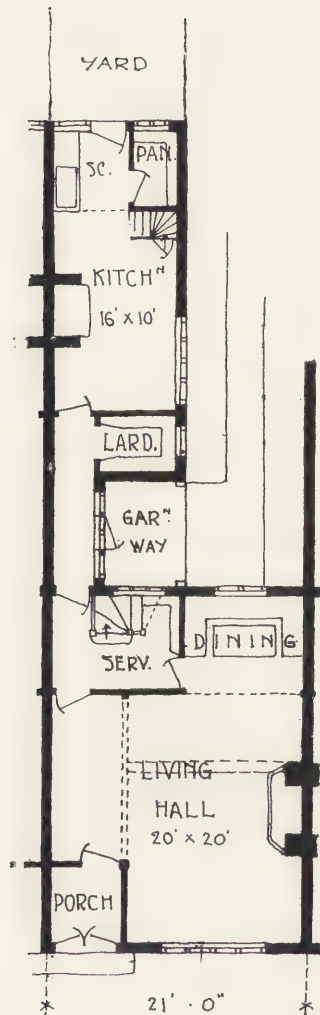 YARD
SC.
PAN.
KITCHᴺ
16' x 10'
LARD.
GARᴺ
WAY
SERV.
DINING
LIVING
HALL
20' x 20'
PORCH
21' . 0"